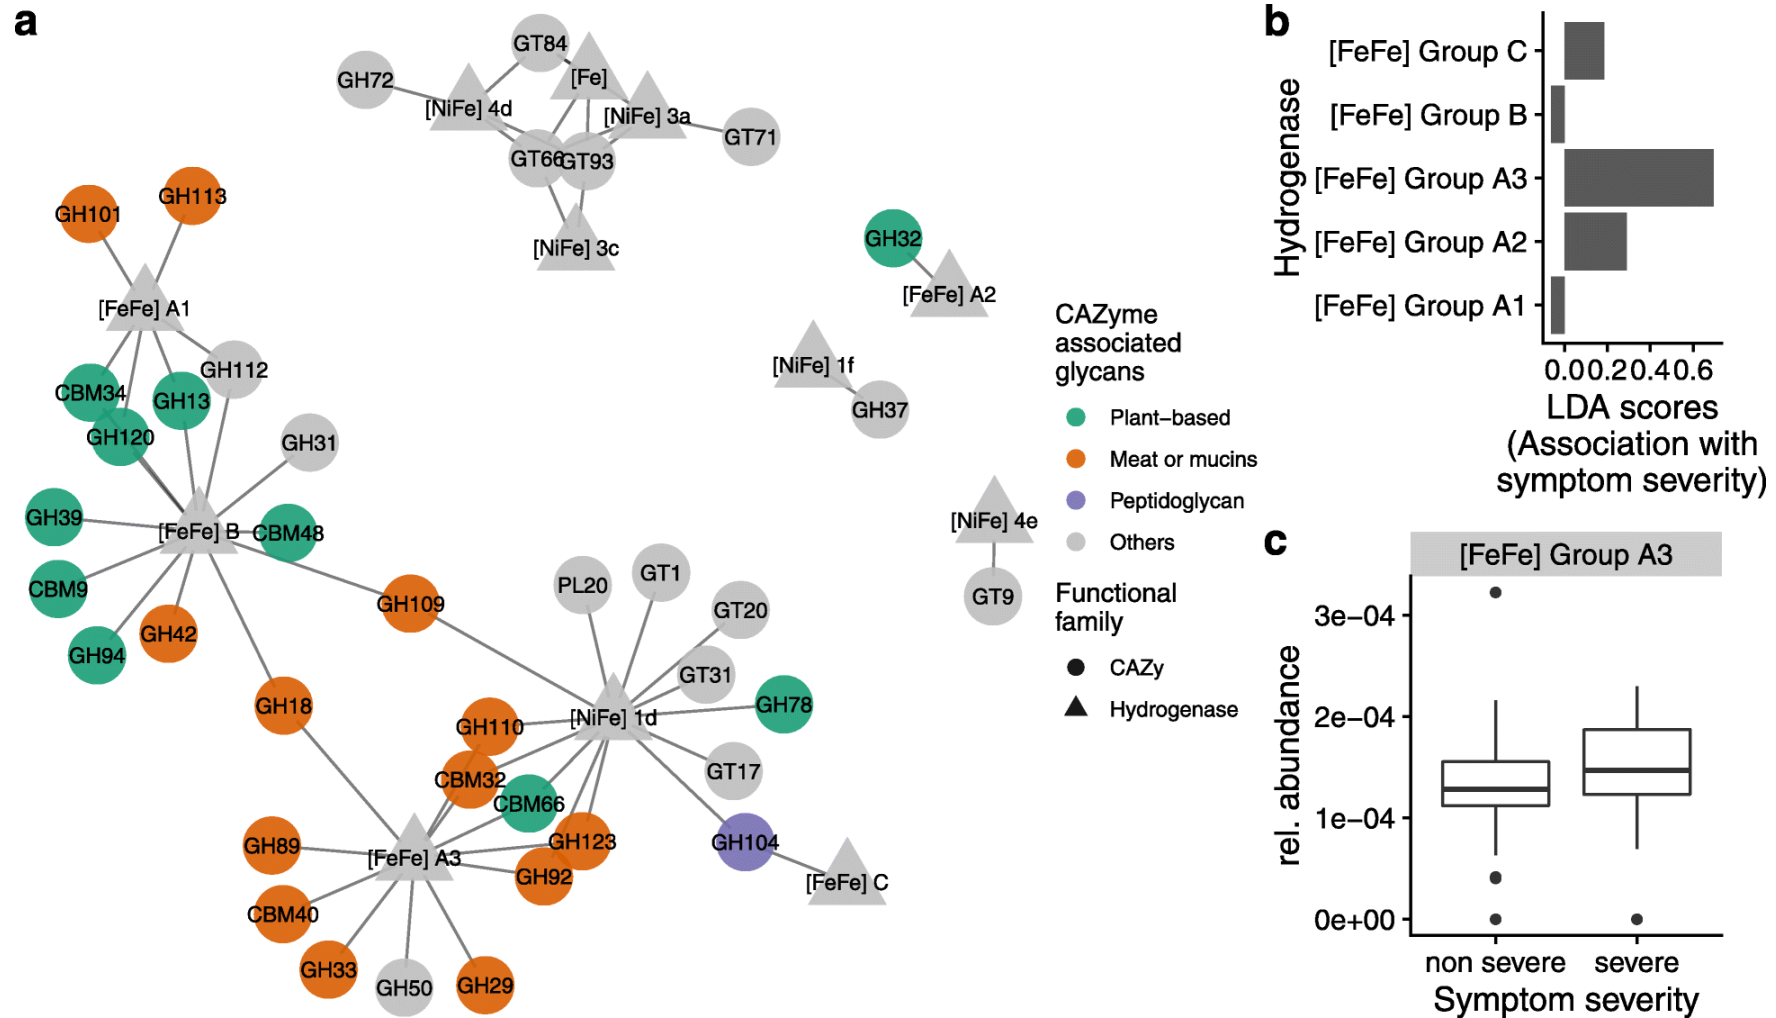 a
GT84
[Fe]
GH72
[NiFe] 4d
[NiFe] 3a
GT71
GT66
GT93
[NiFe] 3c
GH101
GH113
[FeFe] A1
GH112
CBM34
GH13
GH120
GH31
GH39
[FeFe] B
CBM48
CBM9
GH42
GH94
GH109
GH18
GH32
[FeFe] A2
[NiFe] 1f
GH37
[NiFe] 4e
GT9
PL20
GT1
GT20
GT31
GH78
[NiFe] 1d
GH110
GT17
CBM32
CBM66
GH123
GH104
GH92
[FeFe] C
GH89
[FeFe] A3
CBM40
GH33
GH50
GH29
CAZyme
associated
glycans
Plant−based
Meat or mucins
Peptidoglycan
Others
Functional
family
CAZy
Hydrogenase
b
Hydrogenase
[FeFe] Group C
[FeFe] Group B
[FeFe] Group A3
[FeFe] Group A2
[FeFe] Group A1
0.0 0.2 0.4 0.6
LDA scores
(Association with
symptom severity)
c
[FeFe] Group A3
rel. abundance
3e−04
2e−04
1e−04
0e+00
non severe severe
Symptom severity